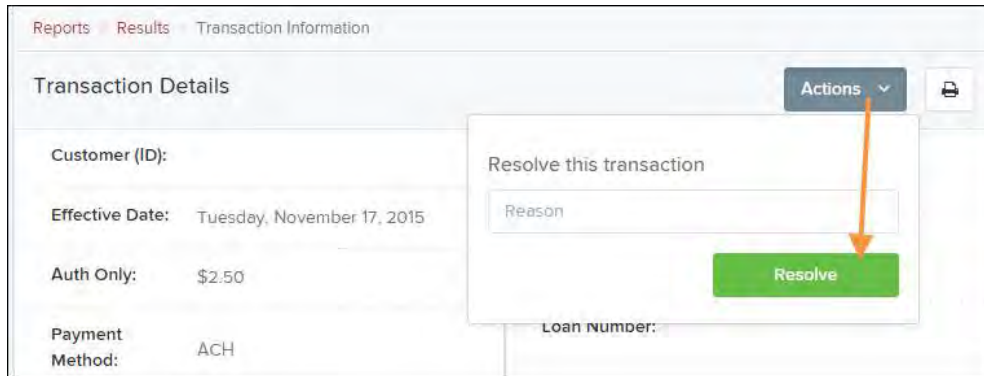 Reports Results Transaction Information
Transaction Details
Actions
Customer (ID):
Resolve this transaction
Reason
Effective Date: Tuesday, November 17, 2015
Resolve
Auth Only: $2.50
Loan Number:
Payment
Method: ACH